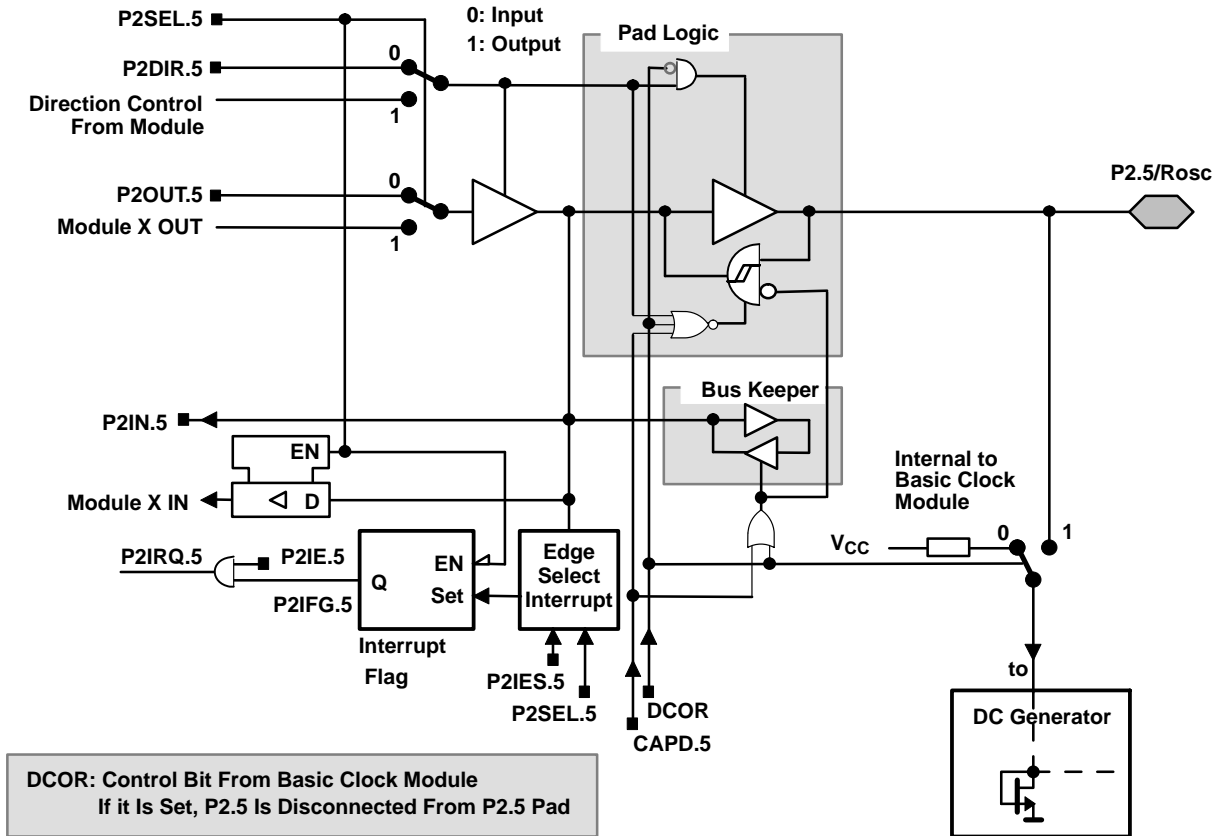 P2SEL.5
0: Input
1: Output
Pad Logic
P2DIR.5
0
Direction Control
From Module
1
P2.5/Rosc
P2OUT.5
0
Module X OUT
1
Bus Keeper
P2IN.5
EN
Internal to
Basic Clock
Module
Module X IN
D
VCC
0
1
P2IRQ.5
P2IE.5
EN
Edge
Select
Interrupt
Q
Set
P2IFG.5
Interrupt
Flag
P2IES.5
P2SEL.5
DCOR
CAPD.5
to
DC Generator
DCOR: Control Bit From Basic Clock Module
If it Is Set, P2.5 Is Disconnected From P2.5 Pad